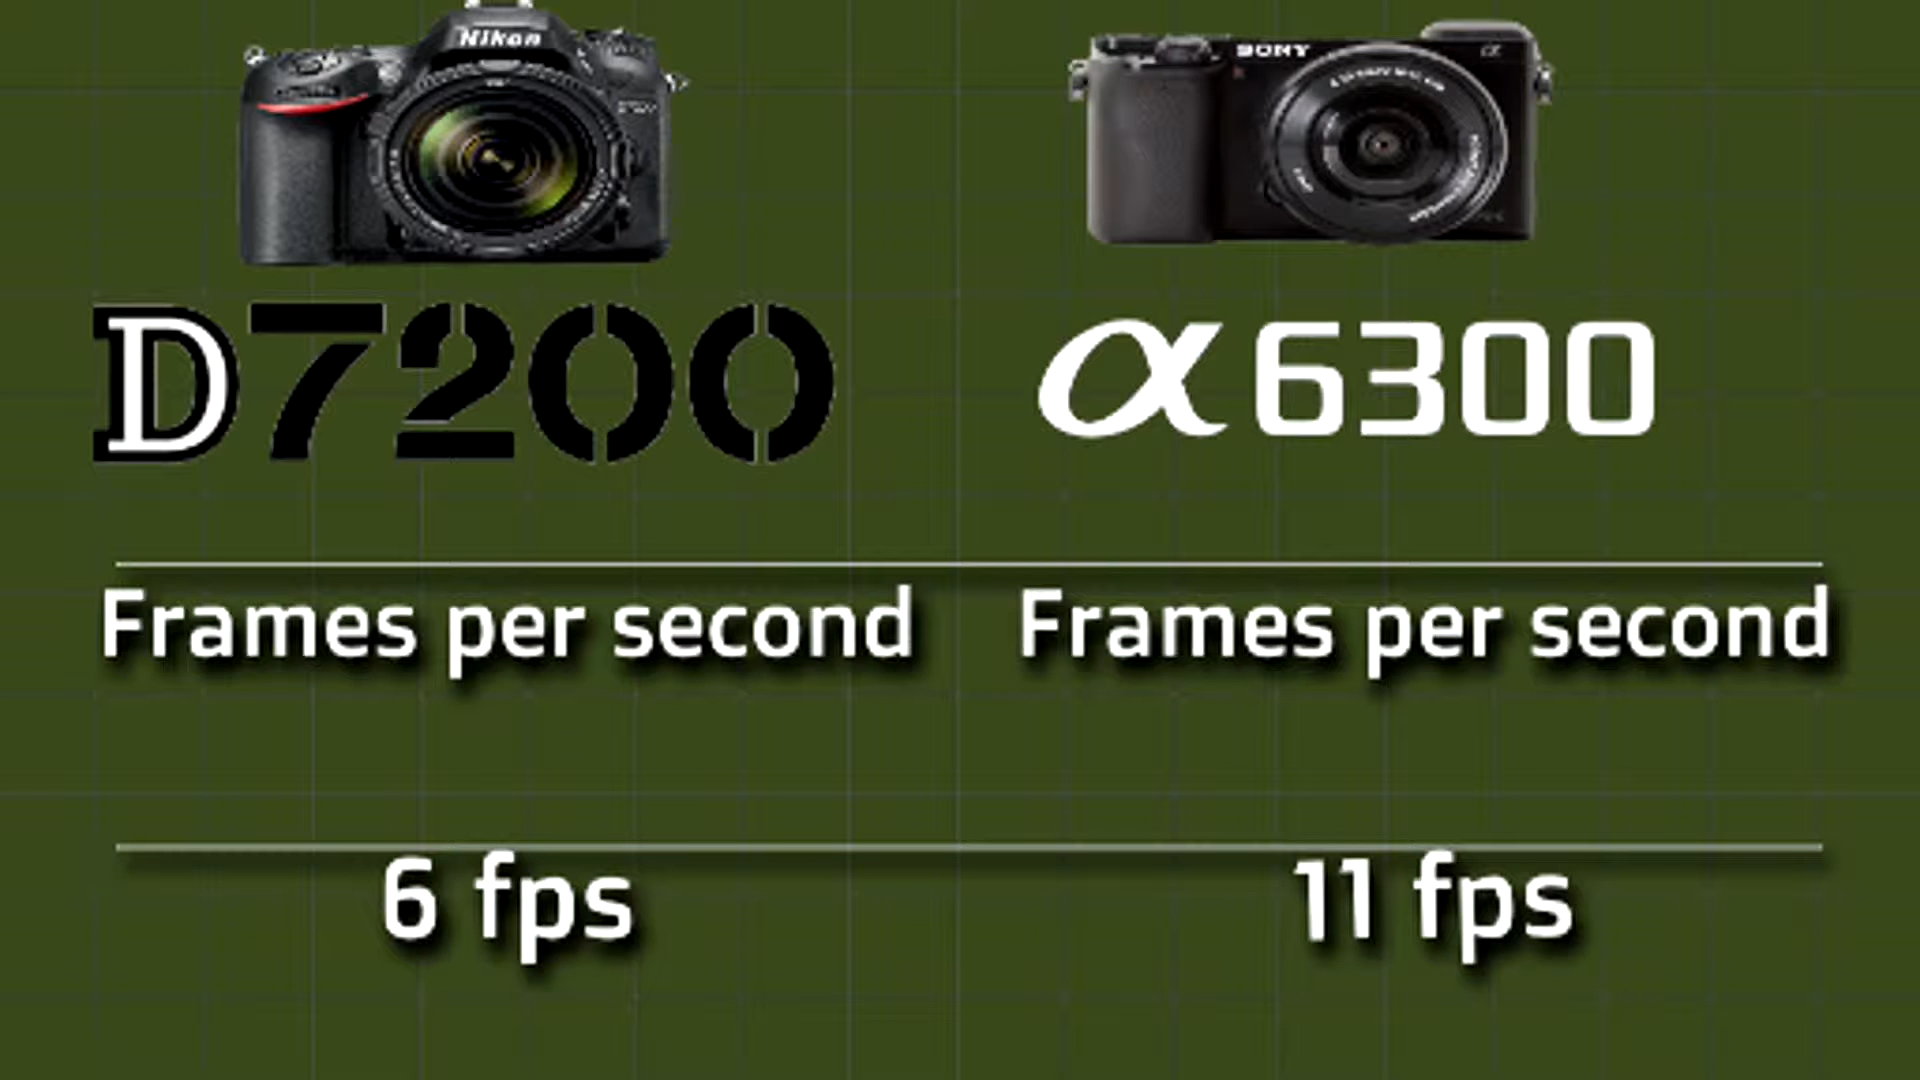 Nikon
SONY α
D7200
α6300
Frames per second
Frames per second
6 fps
11 fps